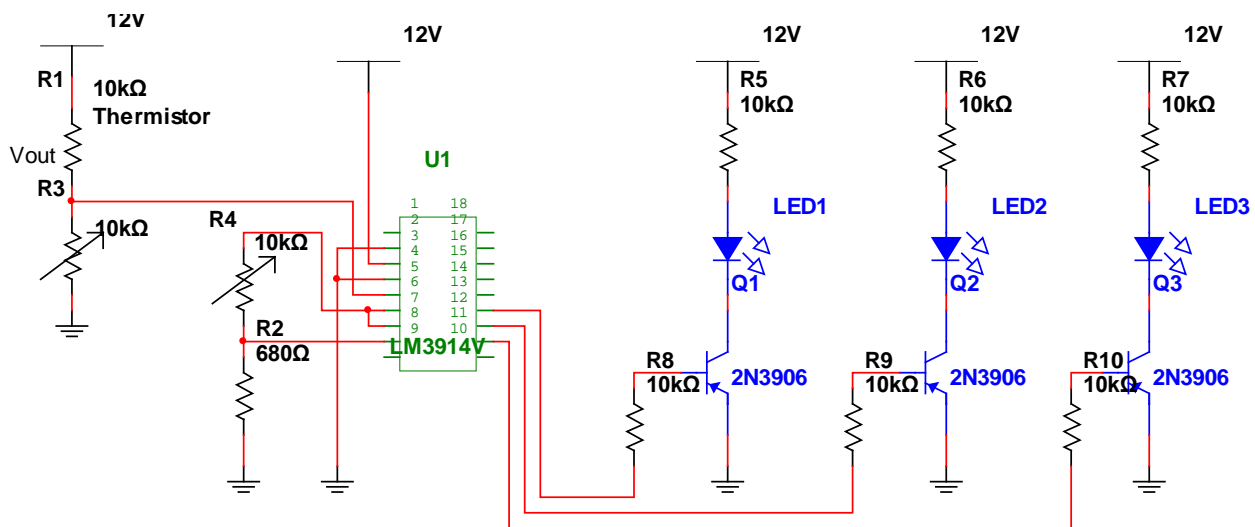 12V
R1
10kΩ
Thermistor
Vout
R3
10kΩ
R4
10kΩ
R2
680Ω
12V
U1
1 18
2 17
3 16
4 15
5 14
6 13
7 12
8 11
9 10
LM3914V
12V
R5
10kΩ
LED1
Q1
R8
10kΩ
2N3906
12V
R6
10kΩ
LED2
Q2
R9
10kΩ
2N3906
12V
R7
10kΩ
LED3
Q3
R10
10kΩ
2N3906